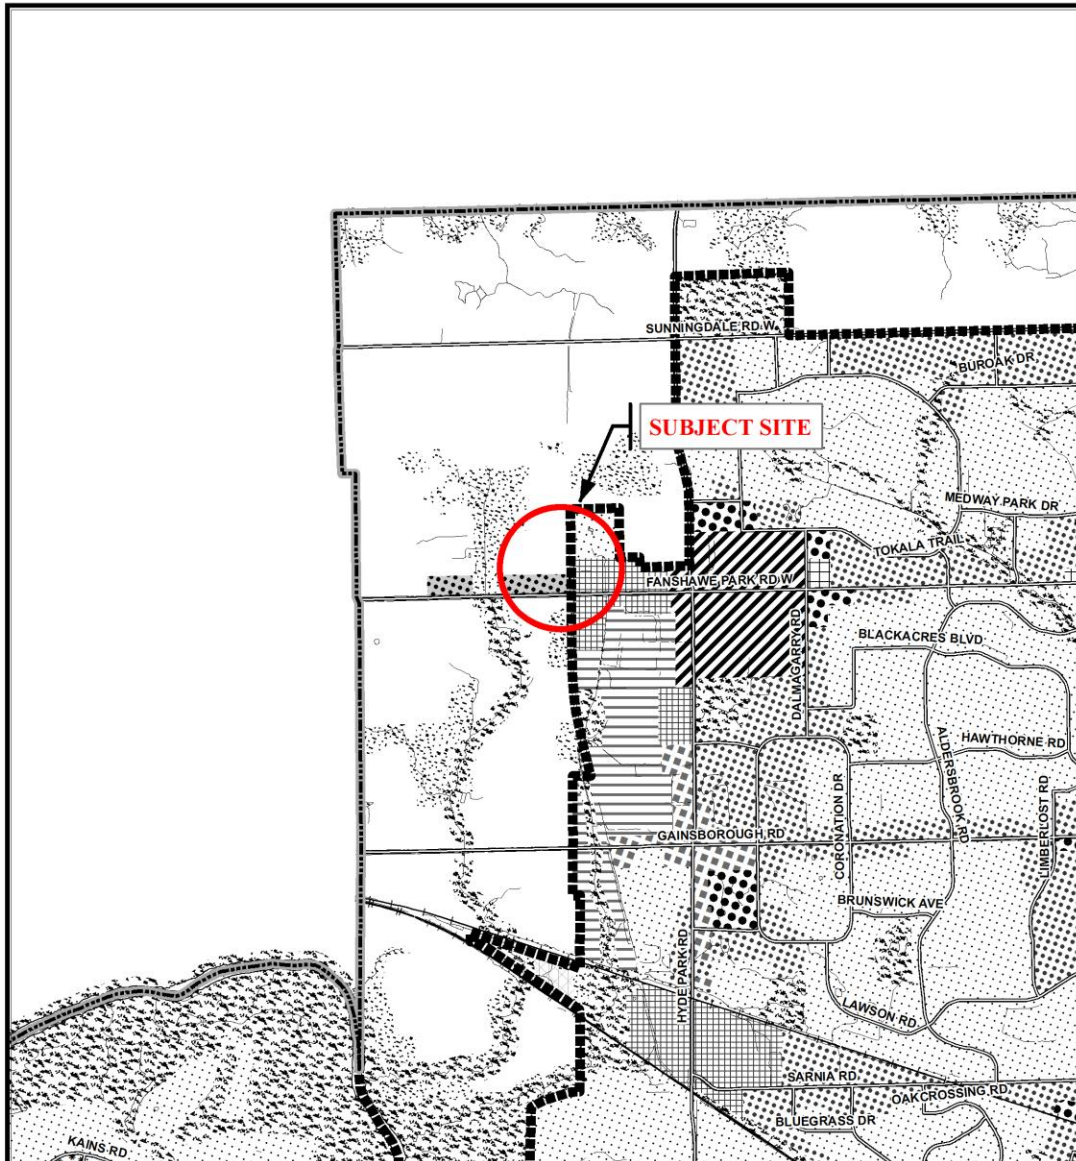 SUNNINGDALE RD W
BUROAK DR
SUBJECT SITE
MEDWAY PARK DR
TOKALA TRAIL
FANSHAWE PARK RD W
BLACKACRES BLVD
DALMAGARRY RD
HAWTHORNE RD
ALDERSBROOK RD
CORONATION DR
LIMBERLOST RD
GAINSBOROUGH RD
BRUNSWICK AVE
HYDE PARK RD
LAWSON RD
SARNIA RD
OAKCROSSING RD
BLUEGRASS DR
KAINS RD